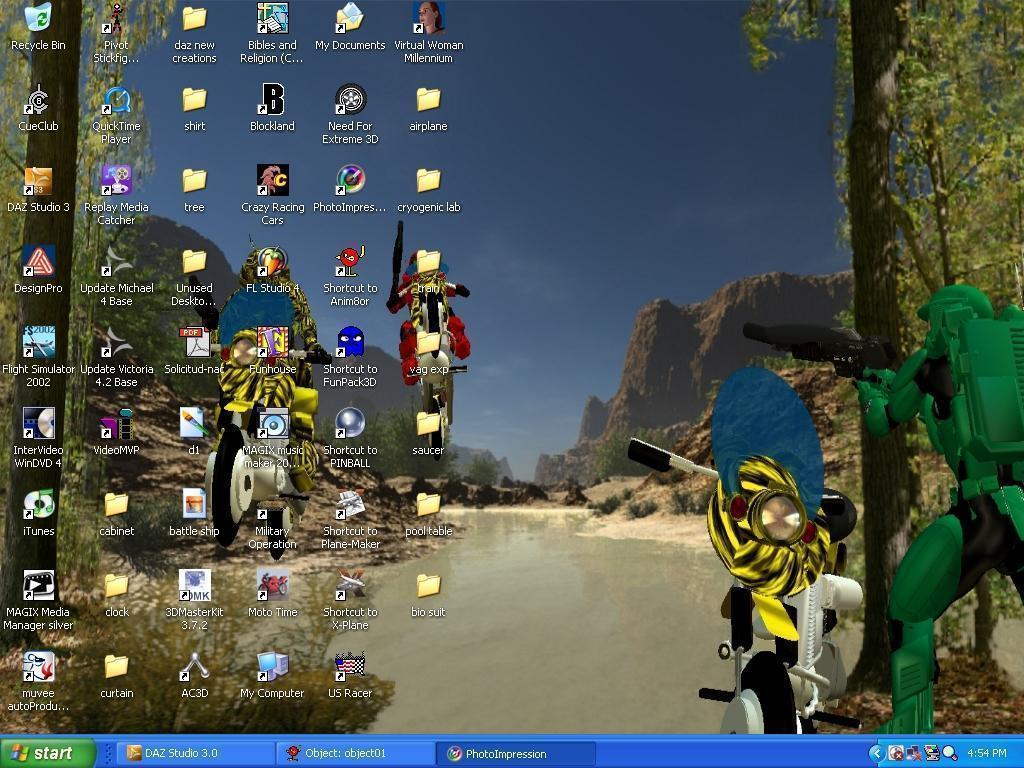 Recycle Bin
Pivot
Stickfig...
daz new
creations
Bibles and
Religion (C...
My Documents
Virtual Woman
Millennium
CueClub
QuickTime
Player
shirt
B
Blockland
Need For
Extreme 3D
airplane
DAZ Studio 3
Replay Media
Catcher
tree
Crazy Racing
Cars
PhotoImpres...
cryogenic lab
DesignPro
Update Michael
4 Base
Unused
Deskto...
FL Studio 4
Shortcut to
Anim8or
train
Flight Simulator
2002
Update Victoria
4.2 Base
PDF
Solicitud-nac
Funhouse
Shortcut to
FunPack3D
vag exp
InterVideo
WinDVD 4
VideoMVP
d1
MAGIX music
maker 20...
Shortcut to
PINBALL
saucer
iTunes
cabinet
battle ship
Military
Operation
Shortcut to
Plane-Maker
pool table
MAGIX Media
Manager silver
clock
3DMasterKit
3.7.2
Moto Time
Shortcut to
X-Plane
bio suit
muvee
autoProdu...
curtain
AC3D
My Computer
US Racer
start
DAZ Studio 3.0
Object: object01
PhotoImpression
4:54 PM